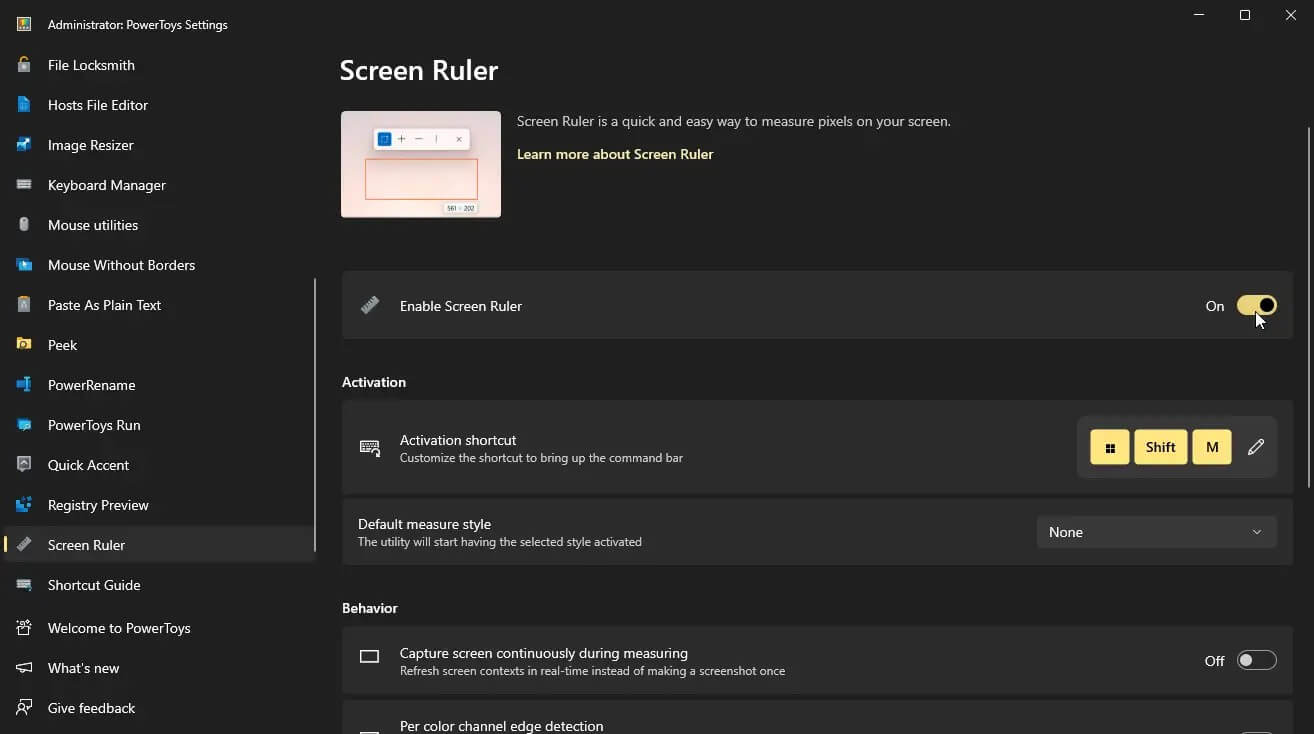 Administrator: PowerToys Settings
File Locksmith
Hosts File Editor
Image Resizer
Keyboard Manager
Mouse utilities
Mouse Without Borders
Paste As Plain Text
Peek
PowerRename
PowerToys Run
Quick Accent
Registry Preview
Screen Ruler
Shortcut Guide
Welcome to PowerToys
What's new
Give feedback
Screen Ruler
561 × 202
Screen Ruler is a quick and easy way to measure pixels on your screen.
Learn more about Screen Ruler
Enable Screen Ruler
On
Activation
Activation shortcut
Customize the shortcut to bring up the command bar
Shift
M
Default measure style
The utility will start having the selected style activated
None
Behavior
Capture screen continuously during measuring
Refresh screen contexts in real-time instead of making a screenshot once
Off
Per color channel edge detection